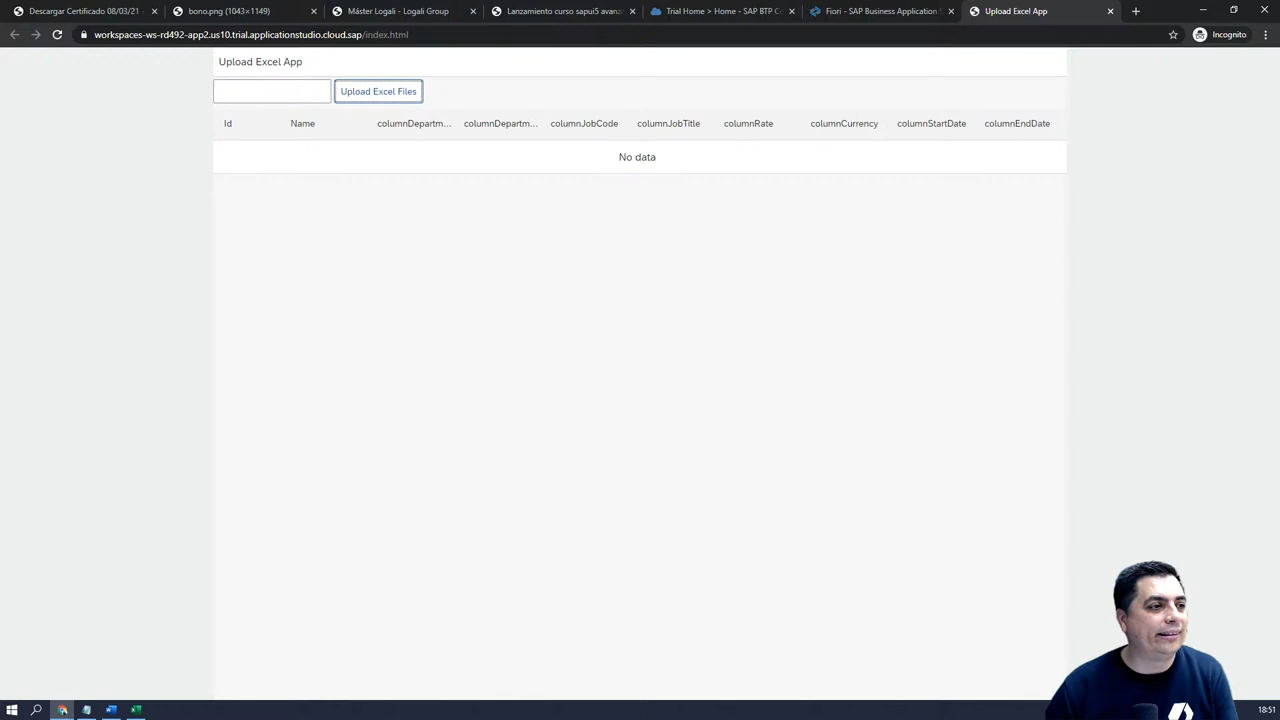 Descargar Certificado 08/03/21 -
bono.png (1043×1149)
Máster Logali - Logali Group
Lanzamiento curso sapui5 avanz
Trial Home > Home - SAP BTP Co
Fiori - SAP Business Application S
Upload Excel App
workspaces-ws-rd492-app2.us10.trial.applicationstudio.cloud.sap/index.html
Incognito
Upload Excel App
Upload Excel Files
Id Name columnDepartm... columnDepartm... columnJobCode columnJobTitle columnRate columnCurrency columnStartDate columnEndDate
No data
18:51